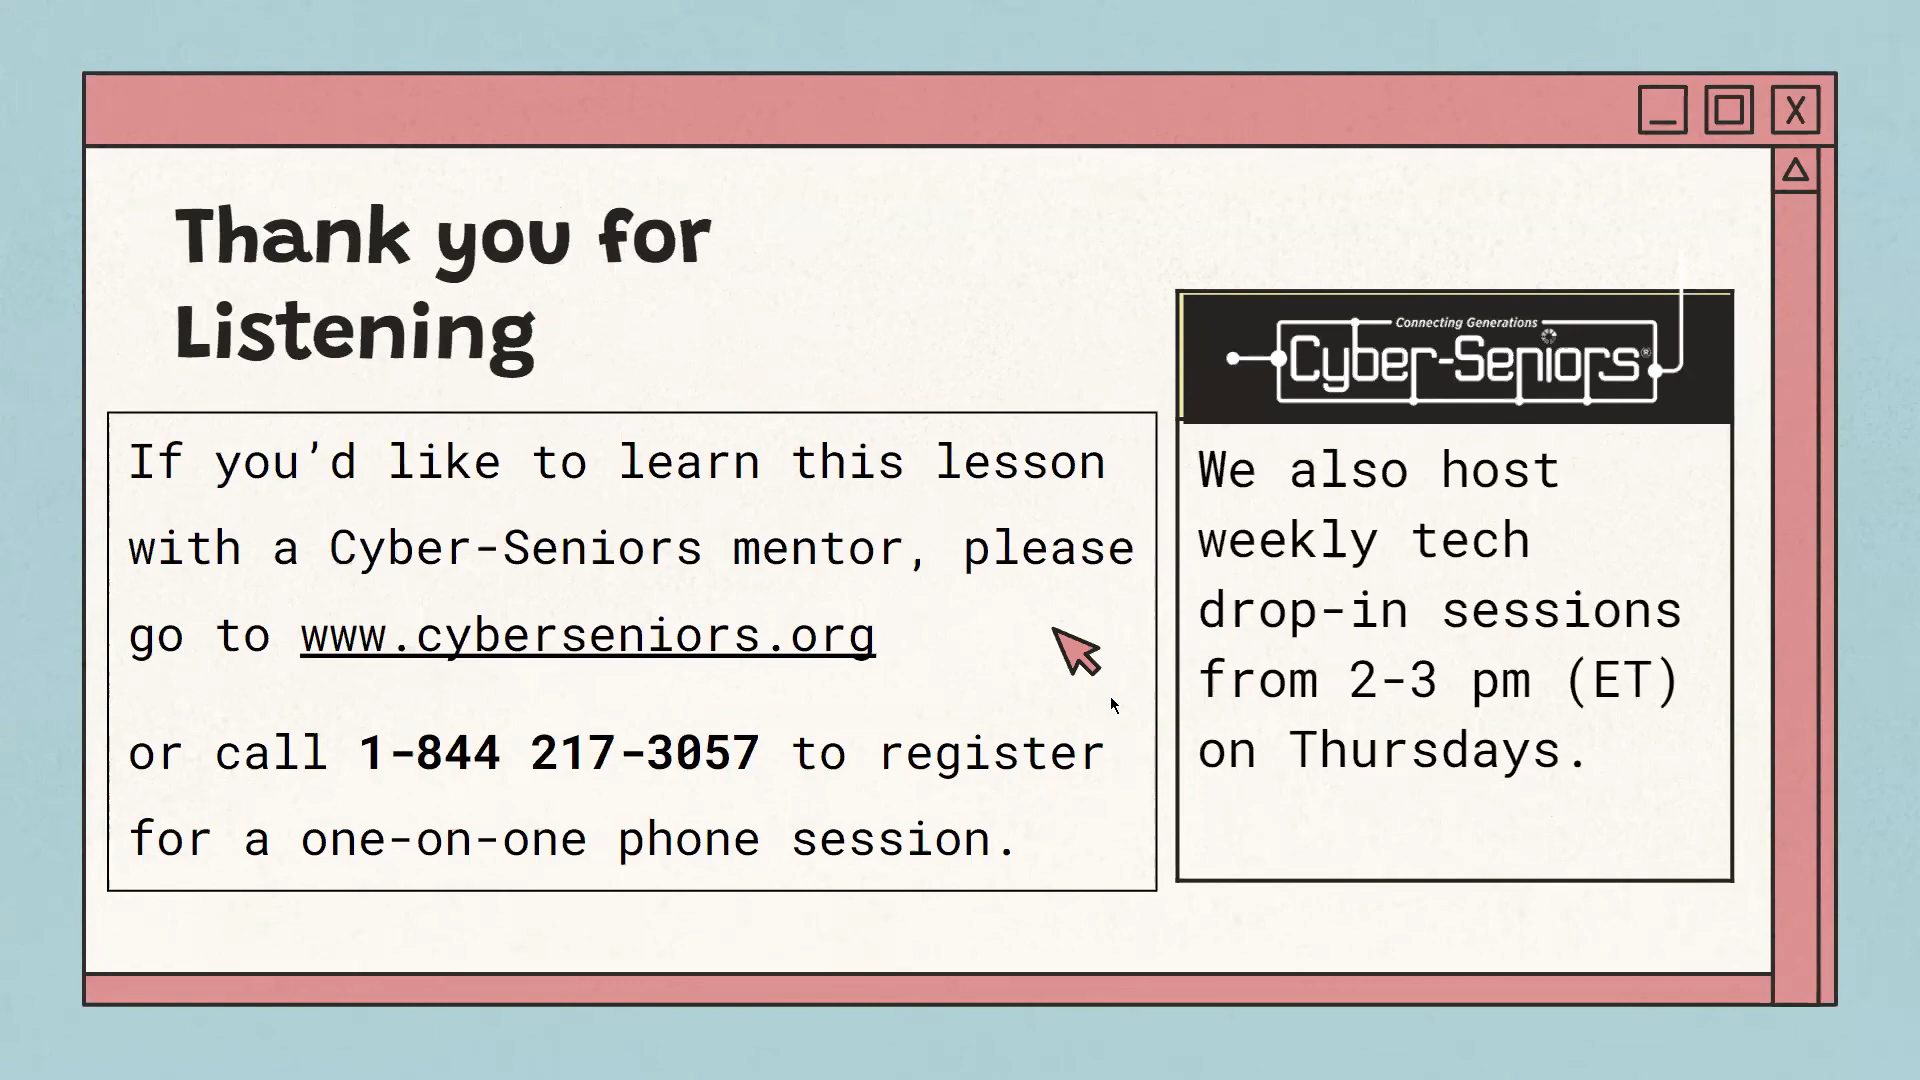 Thank you for
Listening
If you’d like to learn this lesson
with a Cyber-Seniors mentor, please
go to www.cyberseniors.org
or call 1-844 217-3057 to register
for a one-on-one phone session.
Connecting Generations
Cyber-Seniors®
We also host
weekly tech
drop-in sessions
from 2-3 pm (ET)
on Thursdays.